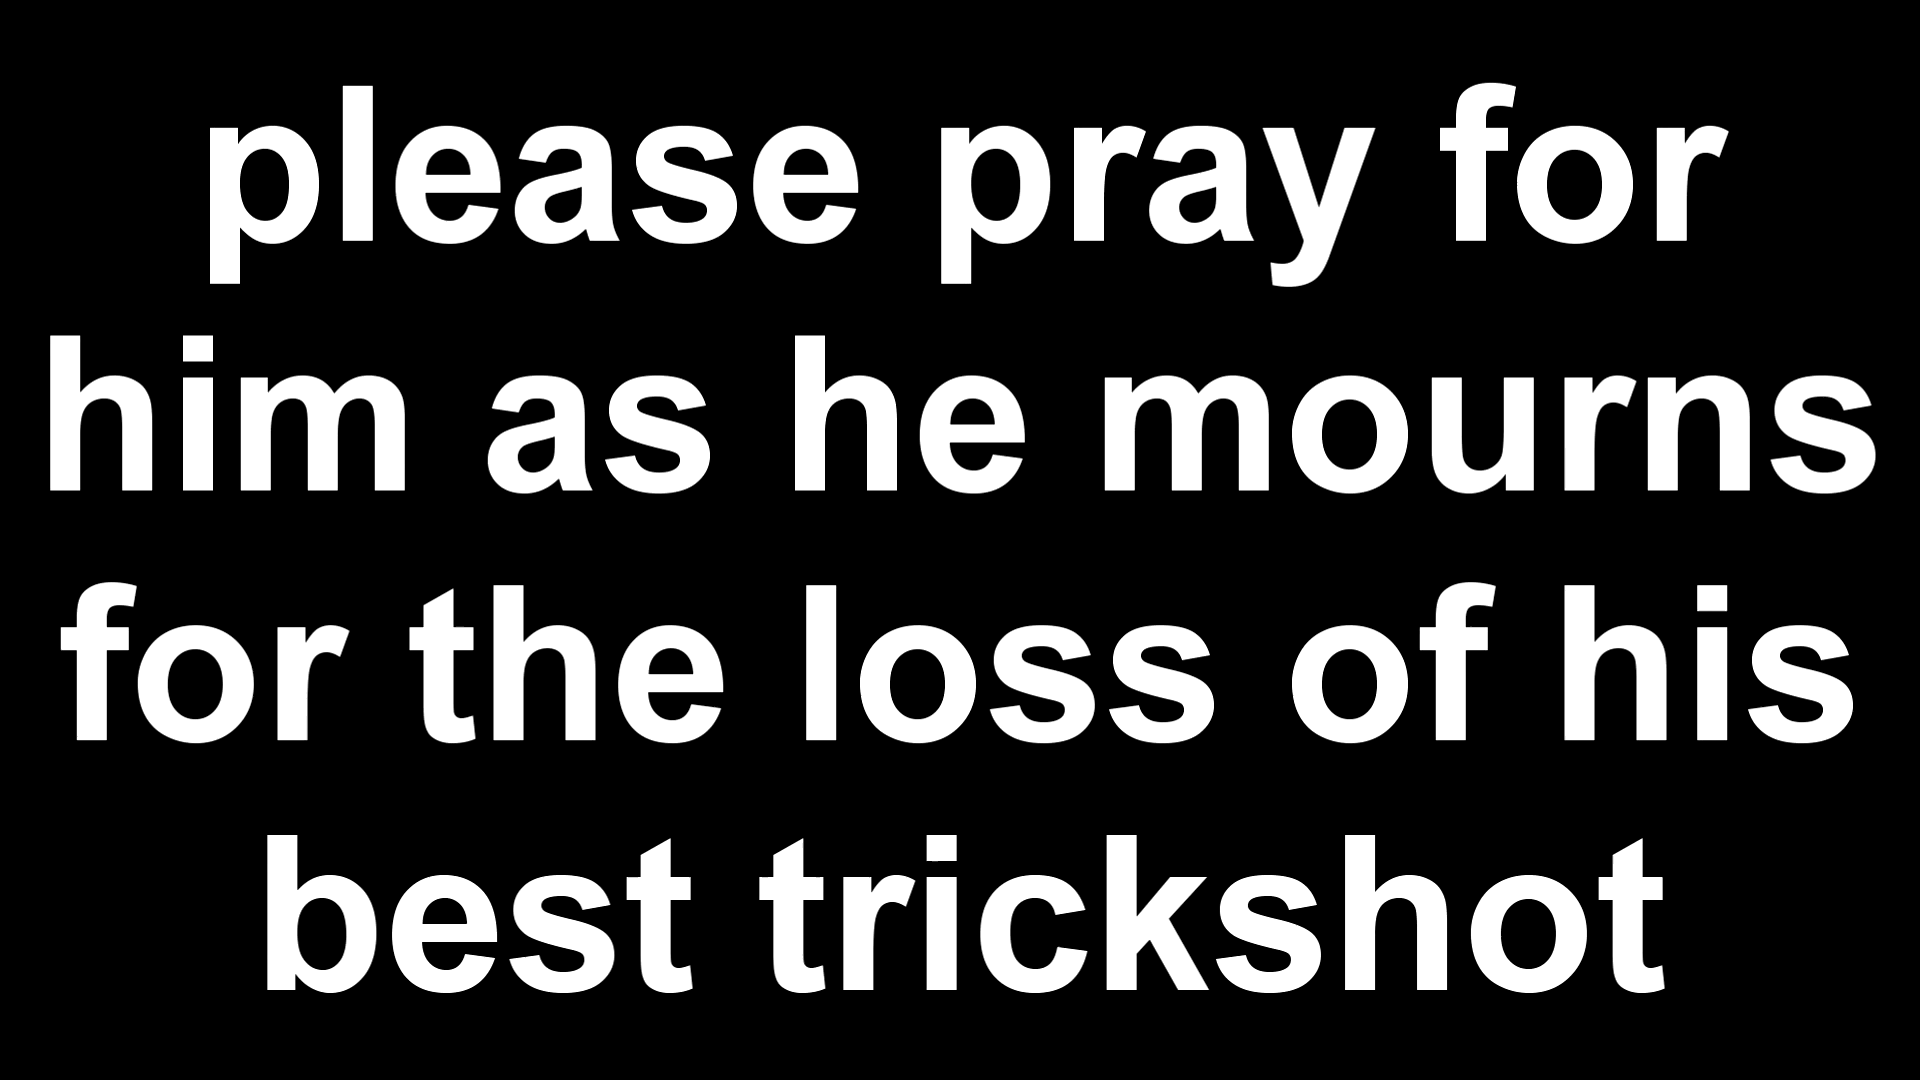 please pray for
him as he mourns
for the loss of his
best trickshot